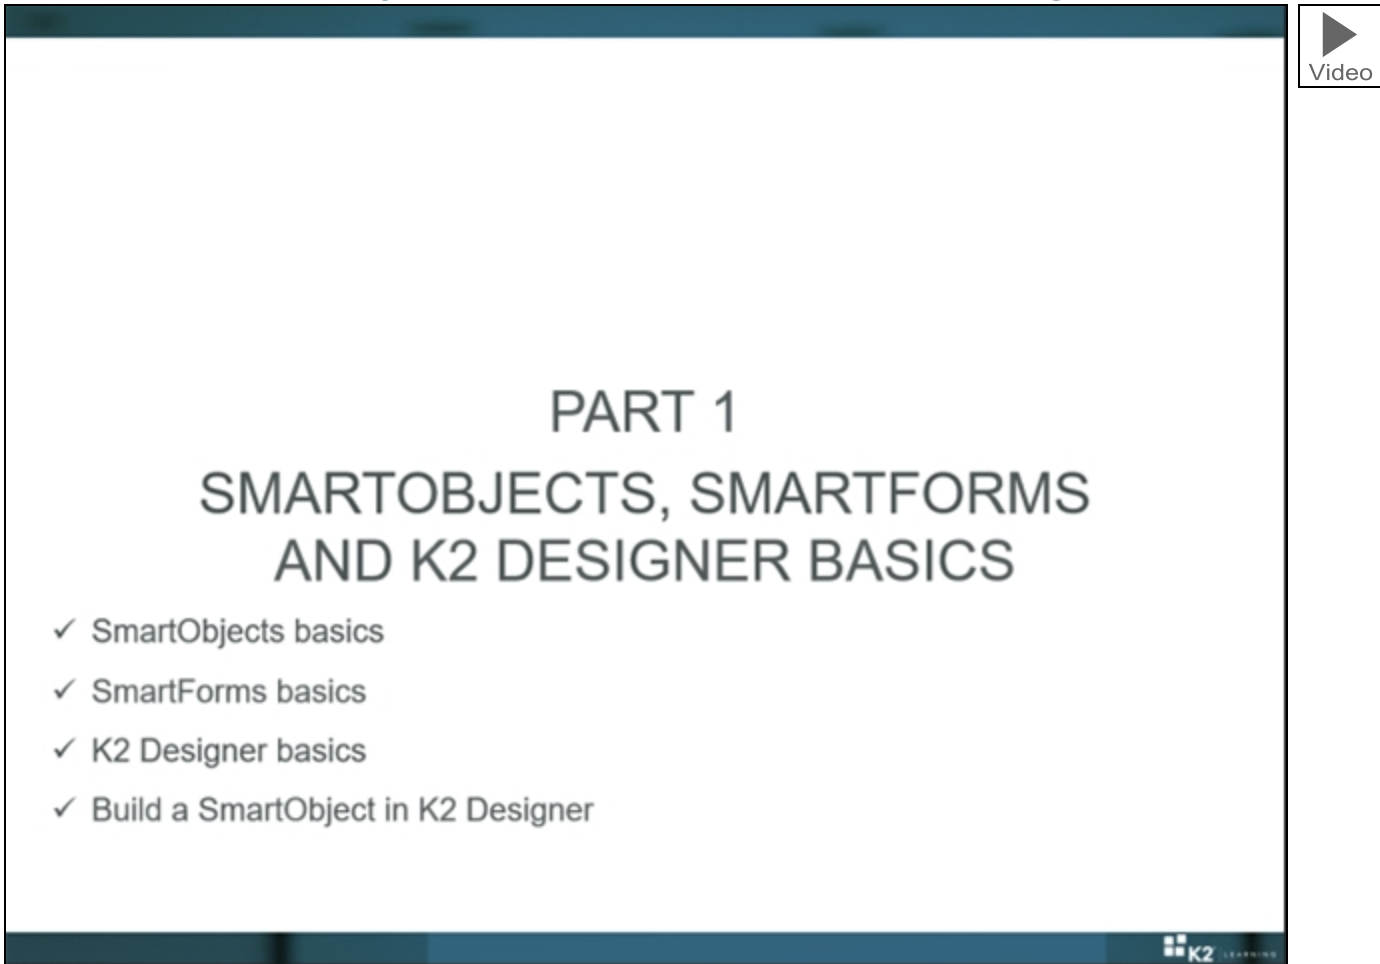 Video
PART 1
SMARTOBJECTS, SMARTFORMS
AND K2 DESIGNER BASICS
✓ SmartObjects basics
✓ SmartForms basics
✓ K2 Designer basics
✓ Build a SmartObject in K2 Designer
K2 LEARNING